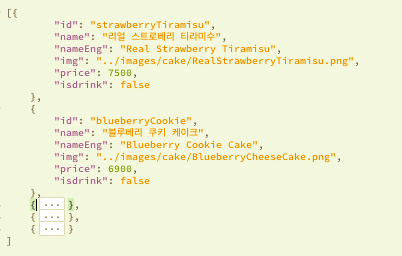 [{
"id": "strawberryTiramisu",
"name": "리얼 스트로베리 티라미수",
"nameEng": "Real Strawberry Tiramisu",
"img": "../images/cake/RealStrawberryTiramisu.png",
"price": 7500,
"isdrink": false
},
{
"id": "blueberryCookie",
"name": "블루베리 쿠키 케이크",
"nameEng": "Blueberry Cookie Cake",
"img": "../images/cake/BlueberryCheeseCake.png",
"price": 6900,
"isdrink": false
},
{ ... },
{ ... },
{ ... }
]